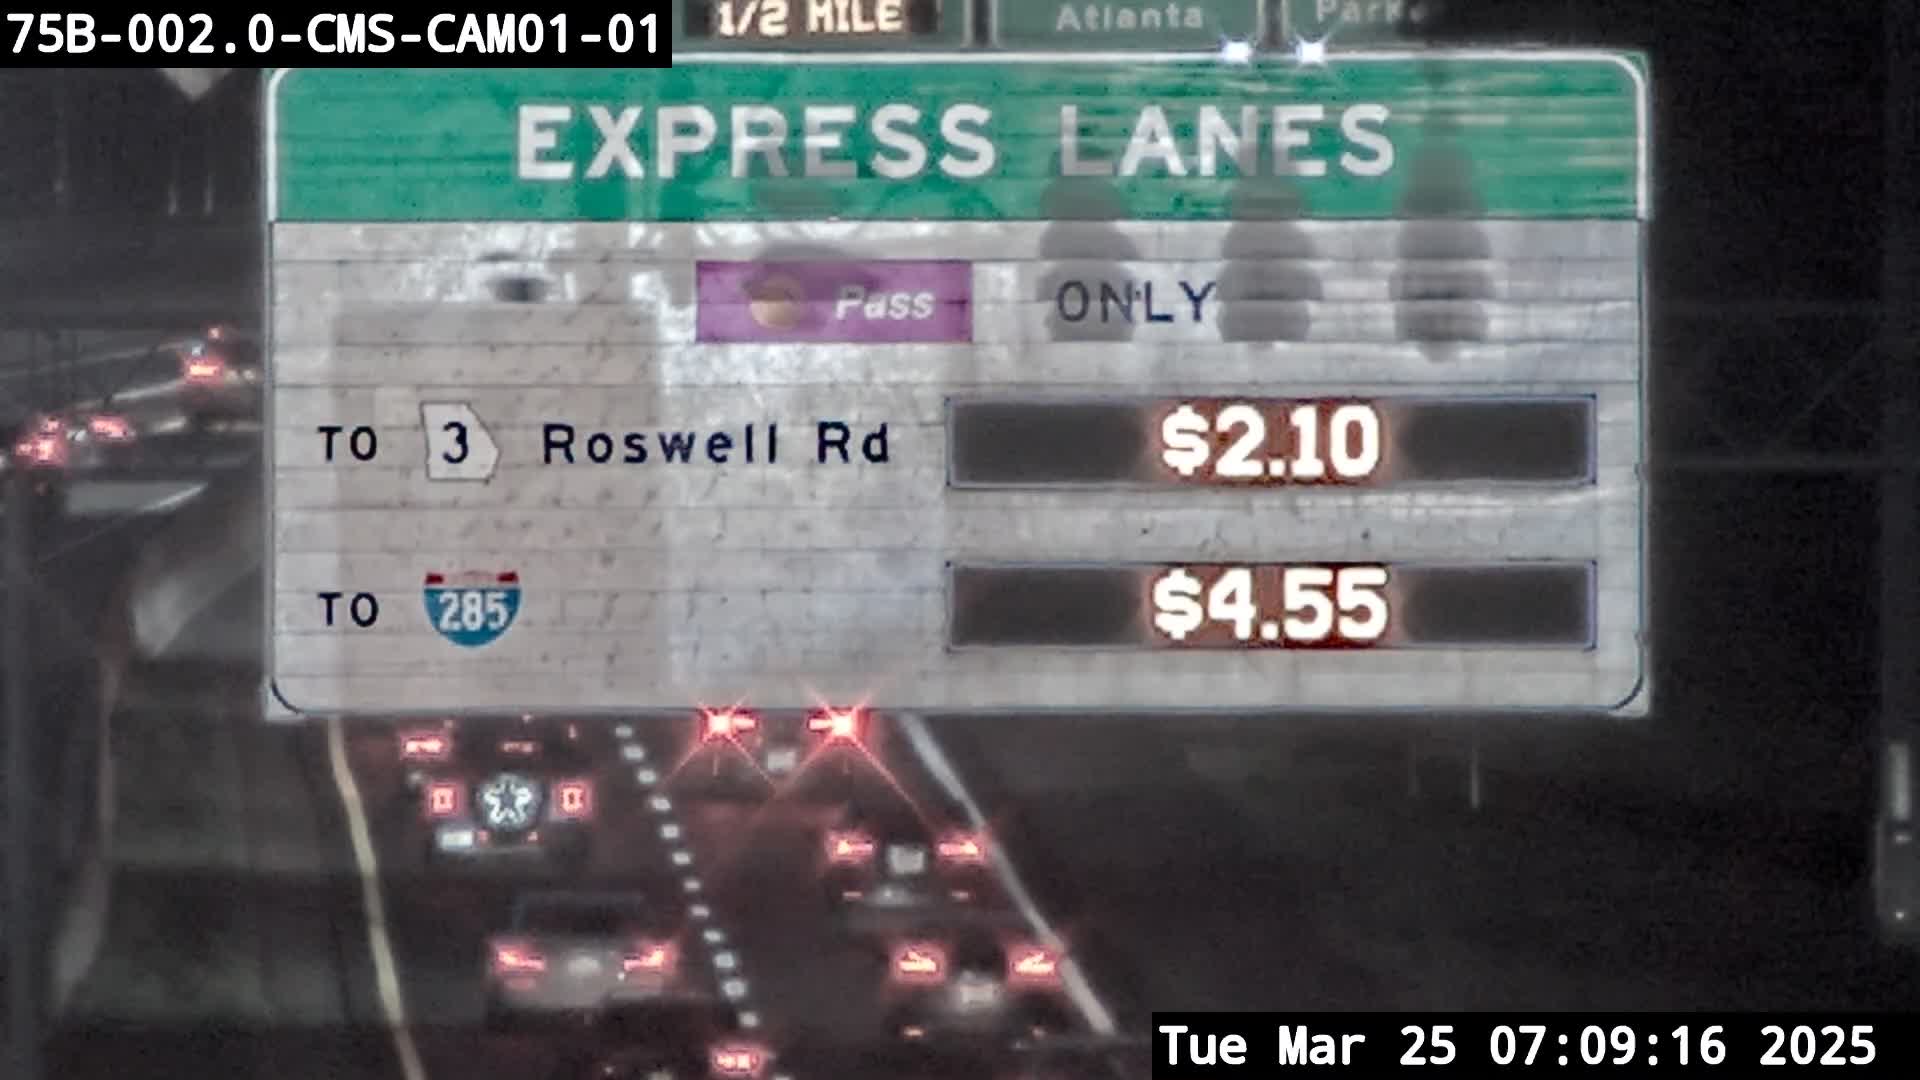 75B-002.0-CMS-CAM01-01
1/2 MILE
Atlanta
EXPRESS LANES
Pass ONLY
TO 3 Roswell Rd $2.10
TO 285 $4.55
Tue Mar 25 07:09:16 2025